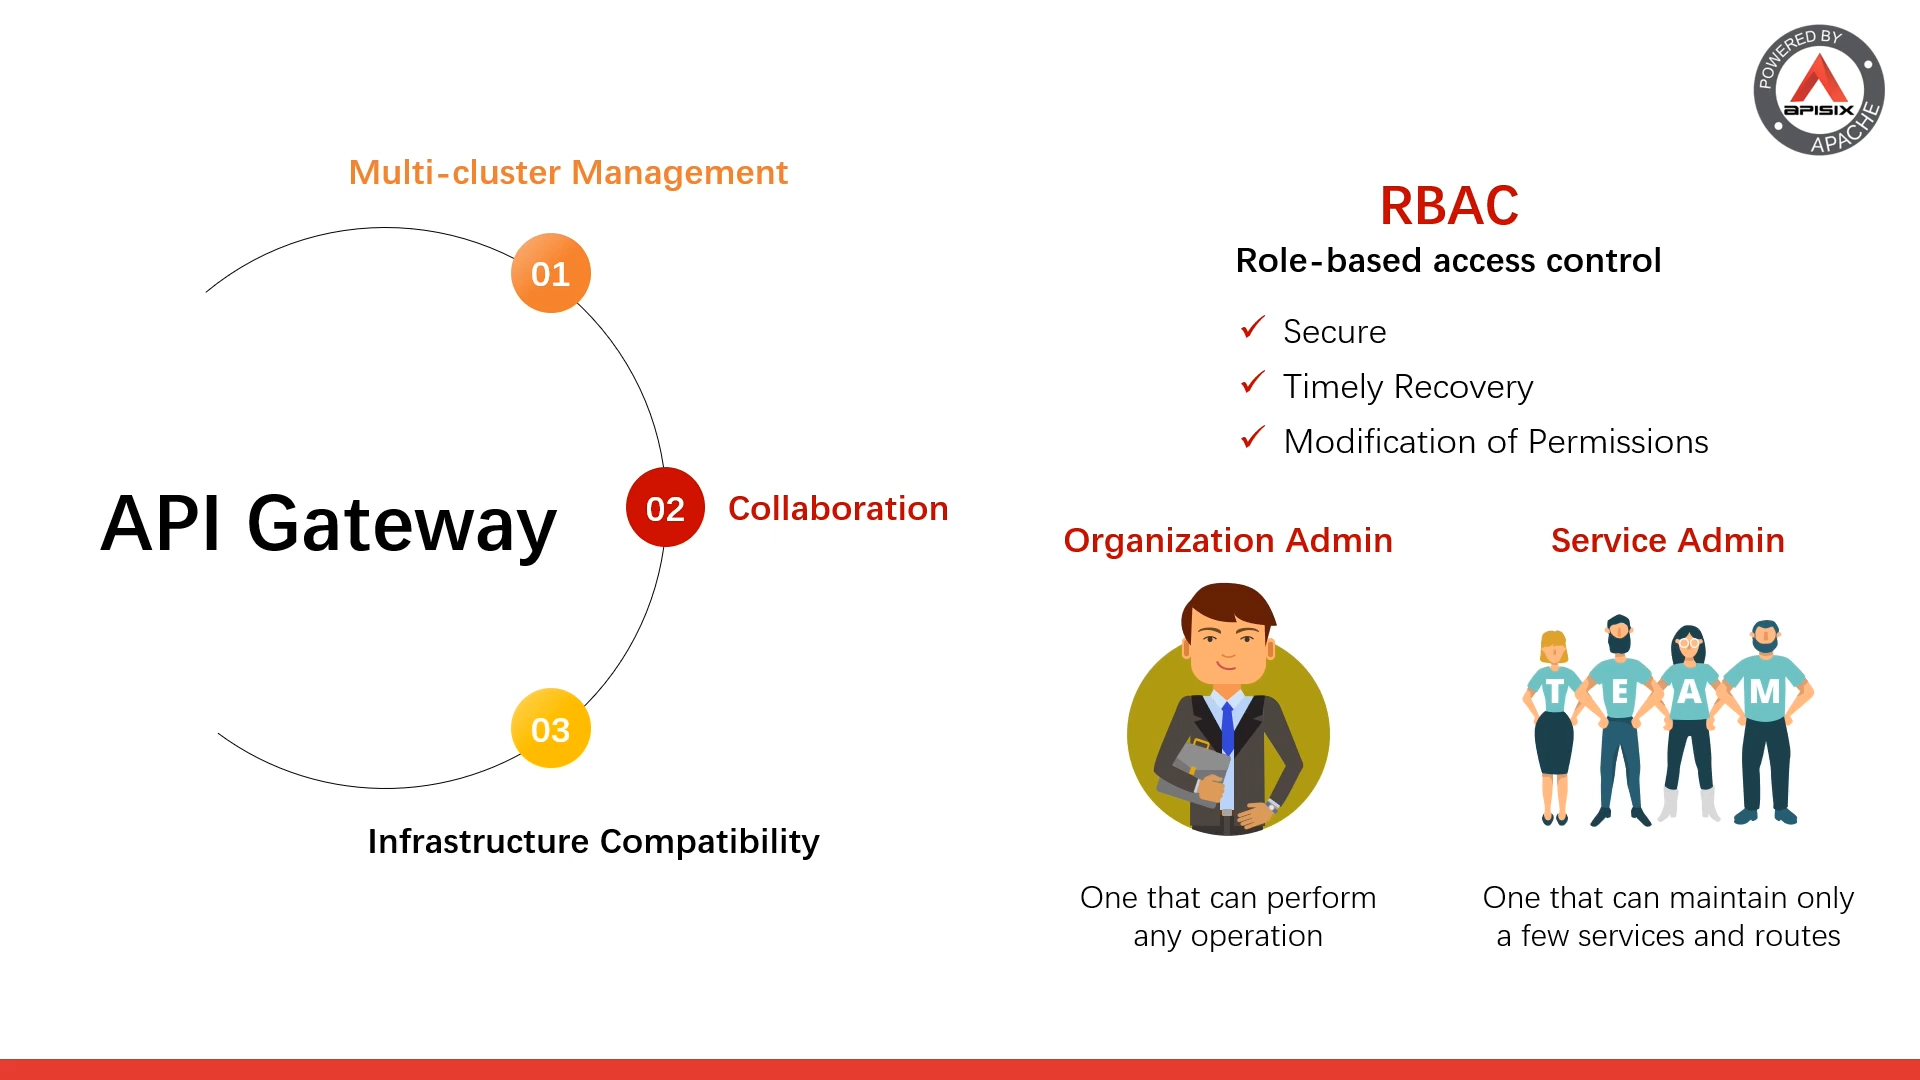 POWERED BY
APISIX
APACHE
Multi-cluster Management
01
API Gateway
02
Collaboration
03
Infrastructure Compatibility
RBAC
Role-based access control
✓ Secure
✓ Timely Recovery
✓ Modification of Permissions
Organization Admin
One that can perform
any operation
Service Admin
T E A M
One that can maintain only
a few services and routes